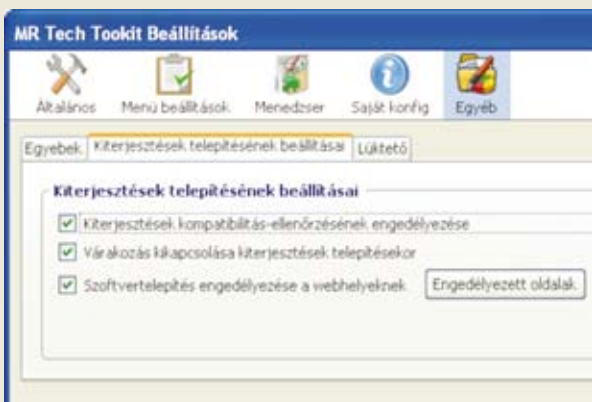 MR Tech Tookit Beállítások
Általános Menü beállítások Menedzser Saját konfig Egyéb
Egyebek Kiterjesztések telepítésének beállításai Lüktető
Kiterjesztések telepítésének beállításai
Kiterjesztések kompatibilitás-ellenőrzésének engedélyezése
Várakozás kikapcsolása kiterjesztések telepítésekor
Szoftvertelepítés engedélyezése a webhelyeknek Engedélyezett oldalak